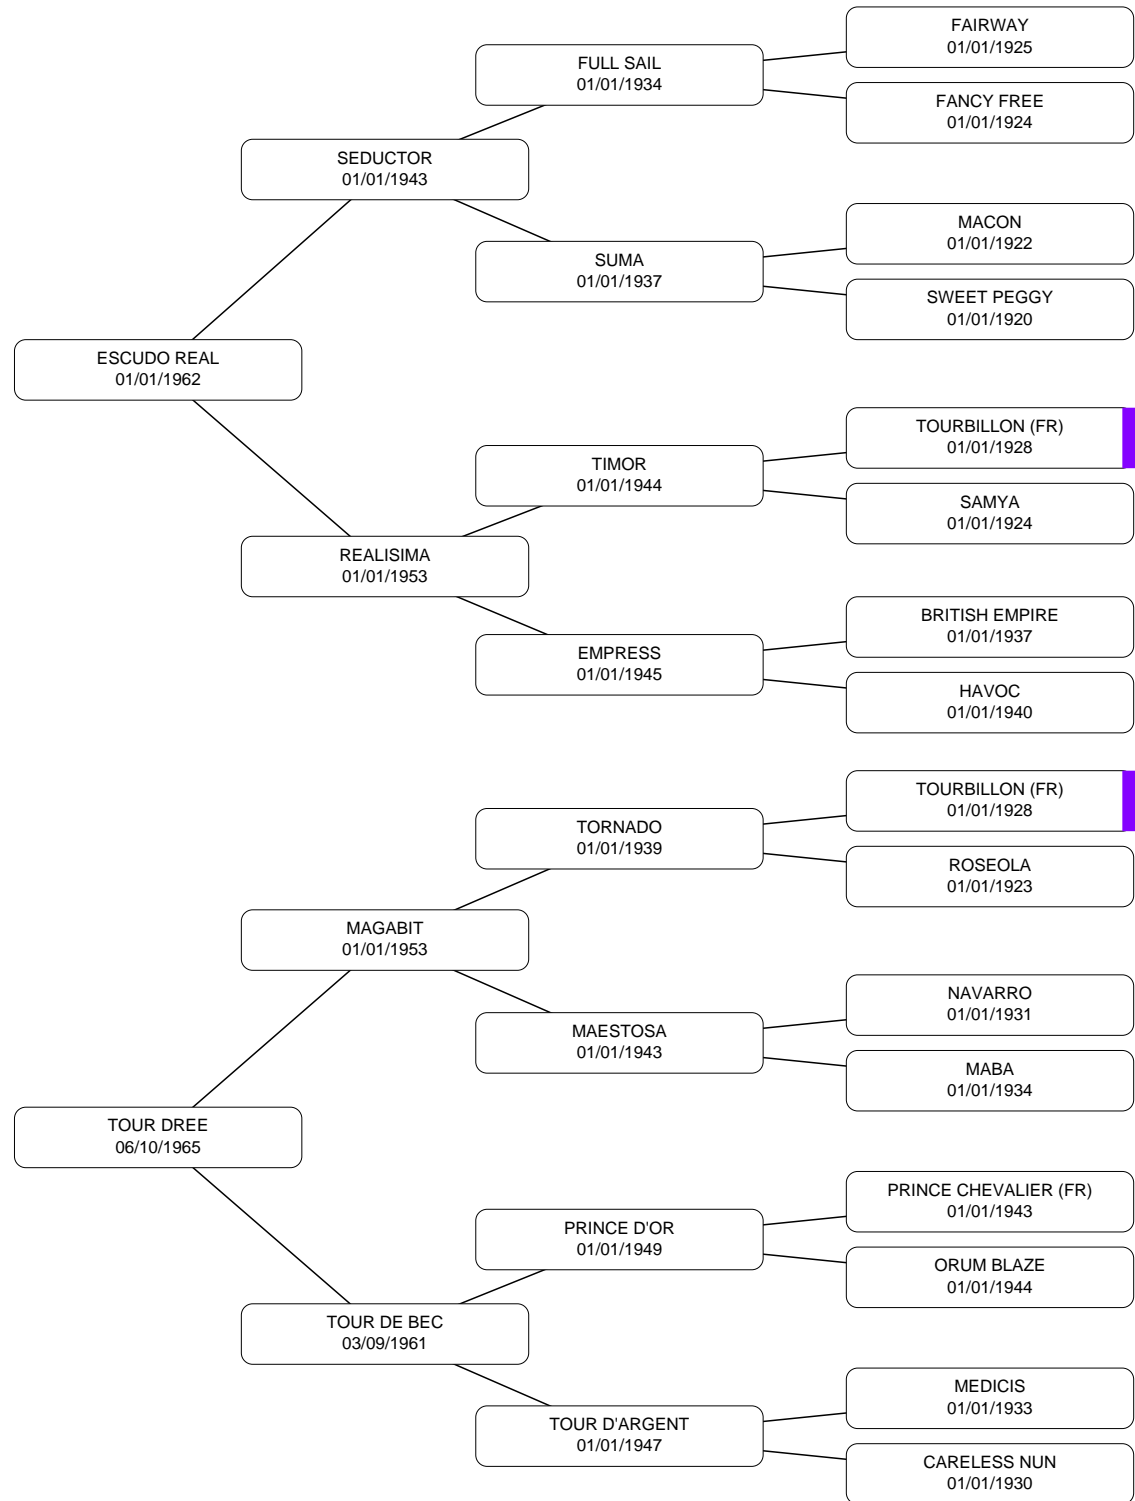 FAIRWAY
01/01/1925
FULL SAIL
01/01/1934
FANCY FREE
01/01/1924
SEDUCTOR
01/01/1943
MACON
01/01/1922
SUMA
01/01/1937
SWEET PEGGY
01/01/1920
ESCUDO REAL
01/01/1962
TOURBILLON (FR)
01/01/1928
TIMOR
01/01/1944
SAMYA
01/01/1924
REALISIMA
01/01/1953
BRITISH EMPIRE
01/01/1937
EMPRESS
01/01/1945
HAVOC
01/01/1940
TOURBILLON (FR)
01/01/1928
TORNADO
01/01/1939
ROSEOLA
01/01/1923
MAGABIT
01/01/1953
NAVARRO
01/01/1931
MAESTOSA
01/01/1943
MABA
01/01/1934
TOUR DREE
06/10/1965
PRINCE CHEVALIER (FR)
01/01/1943
PRINCE D'OR
01/01/1949
ORUM BLAZE
01/01/1944
TOUR DE BEC
03/09/1961
MEDICIS
01/01/1933
TOUR D'ARGENT
01/01/1947
CARELESS NUN
01/01/1930